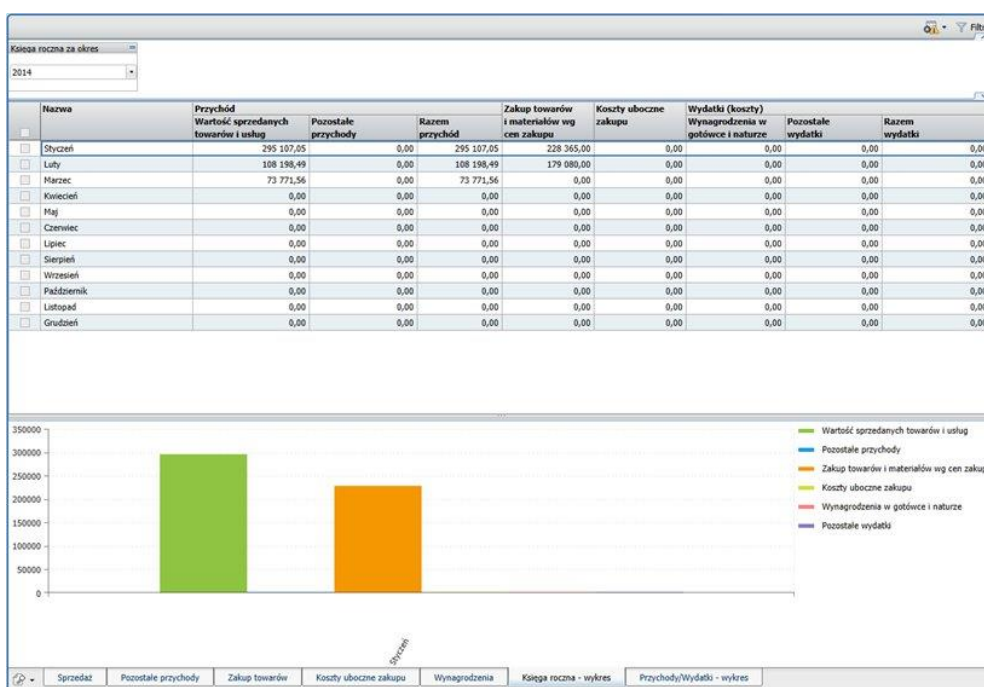 Filtr
Księga roczna za okres
2014
Nazwa Przychód Zakup towarów Koszty uboczne Wydatki (koszty)
Wartość sprzedanych Pozostałe Razem i materiałów wg zakupu Wynagrodzenia w Pozostałe Razem
towarów i usług przychody przychód cen zakupu gotówce i naturze wydatki wydatki
Styczeń 295 107,05 0,00 295 107,05 228 365,00 0,00 0,00 0,00 0,00
Luty 108 198,49 0,00 108 198,49 179 080,00 0,00 0,00 0,00 0,00
Marzec 73 771,56 0,00 73 771,56 0,00 0,00 0,00 0,00 0,00
Kwiecień 0,00 0,00 0,00 0,00 0,00 0,00 0,00 0,00
Maj 0,00 0,00 0,00 0,00 0,00 0,00 0,00 0,00
Czerwiec 0,00 0,00 0,00 0,00 0,00 0,00 0,00 0,00
Lipiec 0,00 0,00 0,00 0,00 0,00 0,00 0,00 0,00
Sierpień 0,00 0,00 0,00 0,00 0,00 0,00 0,00 0,00
Wrzesień 0,00 0,00 0,00 0,00 0,00 0,00 0,00 0,00
Październik 0,00 0,00 0,00 0,00 0,00 0,00 0,00 0,00
Listopad 0,00 0,00 0,00 0,00 0,00 0,00 0,00 0,00
Grudzień 0,00 0,00 0,00 0,00 0,00 0,00 0,00 0,00
350000
300000
250000
200000
150000
100000
50000
0
Styczeń
Wartość sprzedanych towarów i usług
Pozostałe przychody
Zakup towarów i materiałów wg cen zakup
Koszty uboczne zakupu
Wynagrodzenia w gotówce i naturze
Pozostałe wydatki
Sprzedaż Pozostałe przychody Zakup towarów Koszty uboczne zakupu Wynagrodzenia Księga roczna - wykres Przychody/Wydatki - wykres